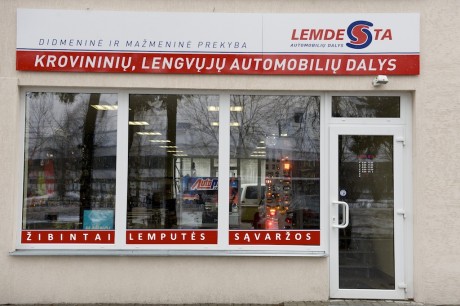 LEMDESTA
DIDMENINĖ IR MAŽMENINĖ PREKYBA
AUTOMOBILIŲ DALYS
KROVININIŲ, LENGVŲJŲ AUTOMOBILIŲ DALYS
ŽIBINTAI LEMPUTĖS SĄVARŽOS